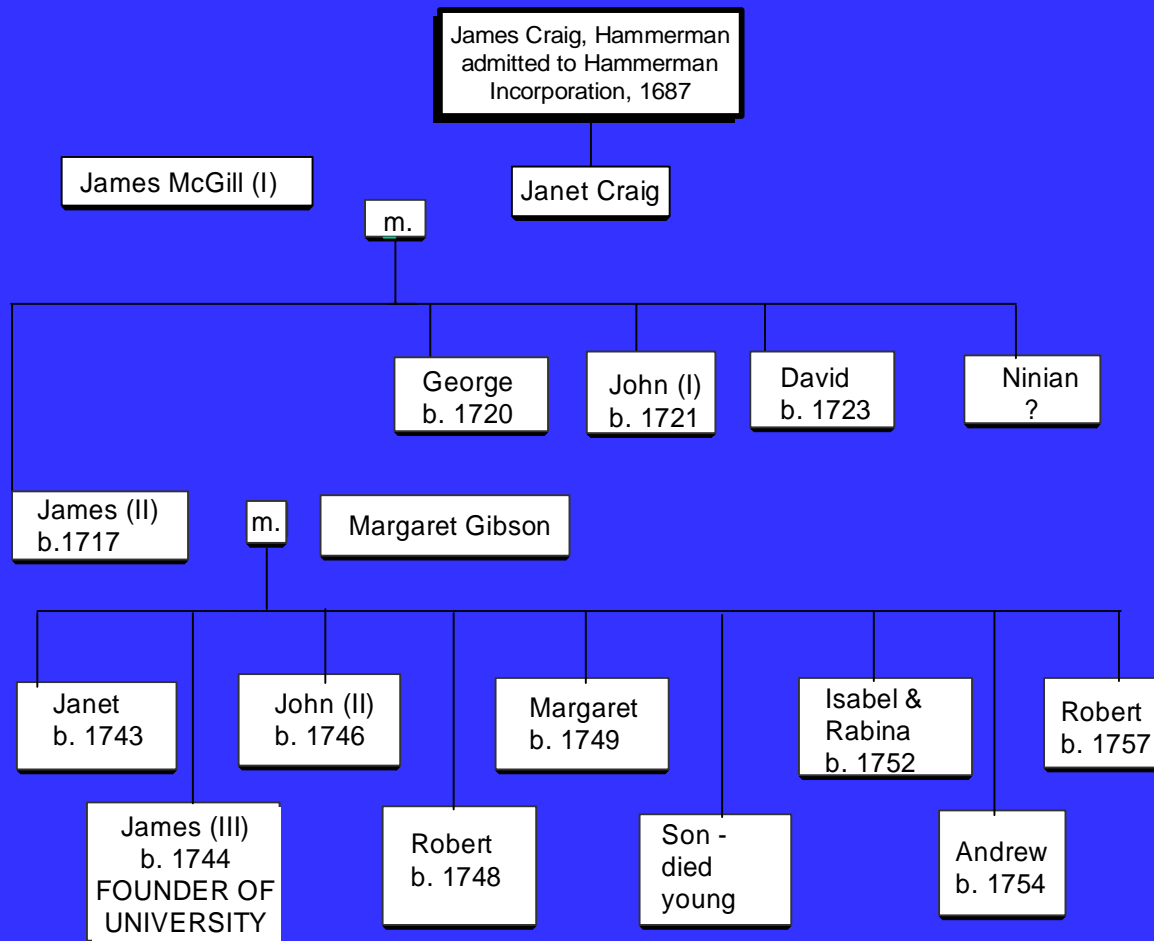 James Craig, Hammerman
admitted to Hammerman
Incorporation, 1687
James McGill (I)
m.
Janet Craig
George
b. 1720
John (I)
b. 1721
David
b. 1723
Ninian
?
James (II)
b.1717
m.
Margaret Gibson
Janet
b. 1743
James (III)
b. 1744
FOUNDER OF
UNIVERSITY
John (II)
b. 1746
Robert
b. 1748
Margaret
b. 1749
Son -
died
young
Isabel &
Rabina
b. 1752
Andrew
b. 1754
Robert
b. 1757